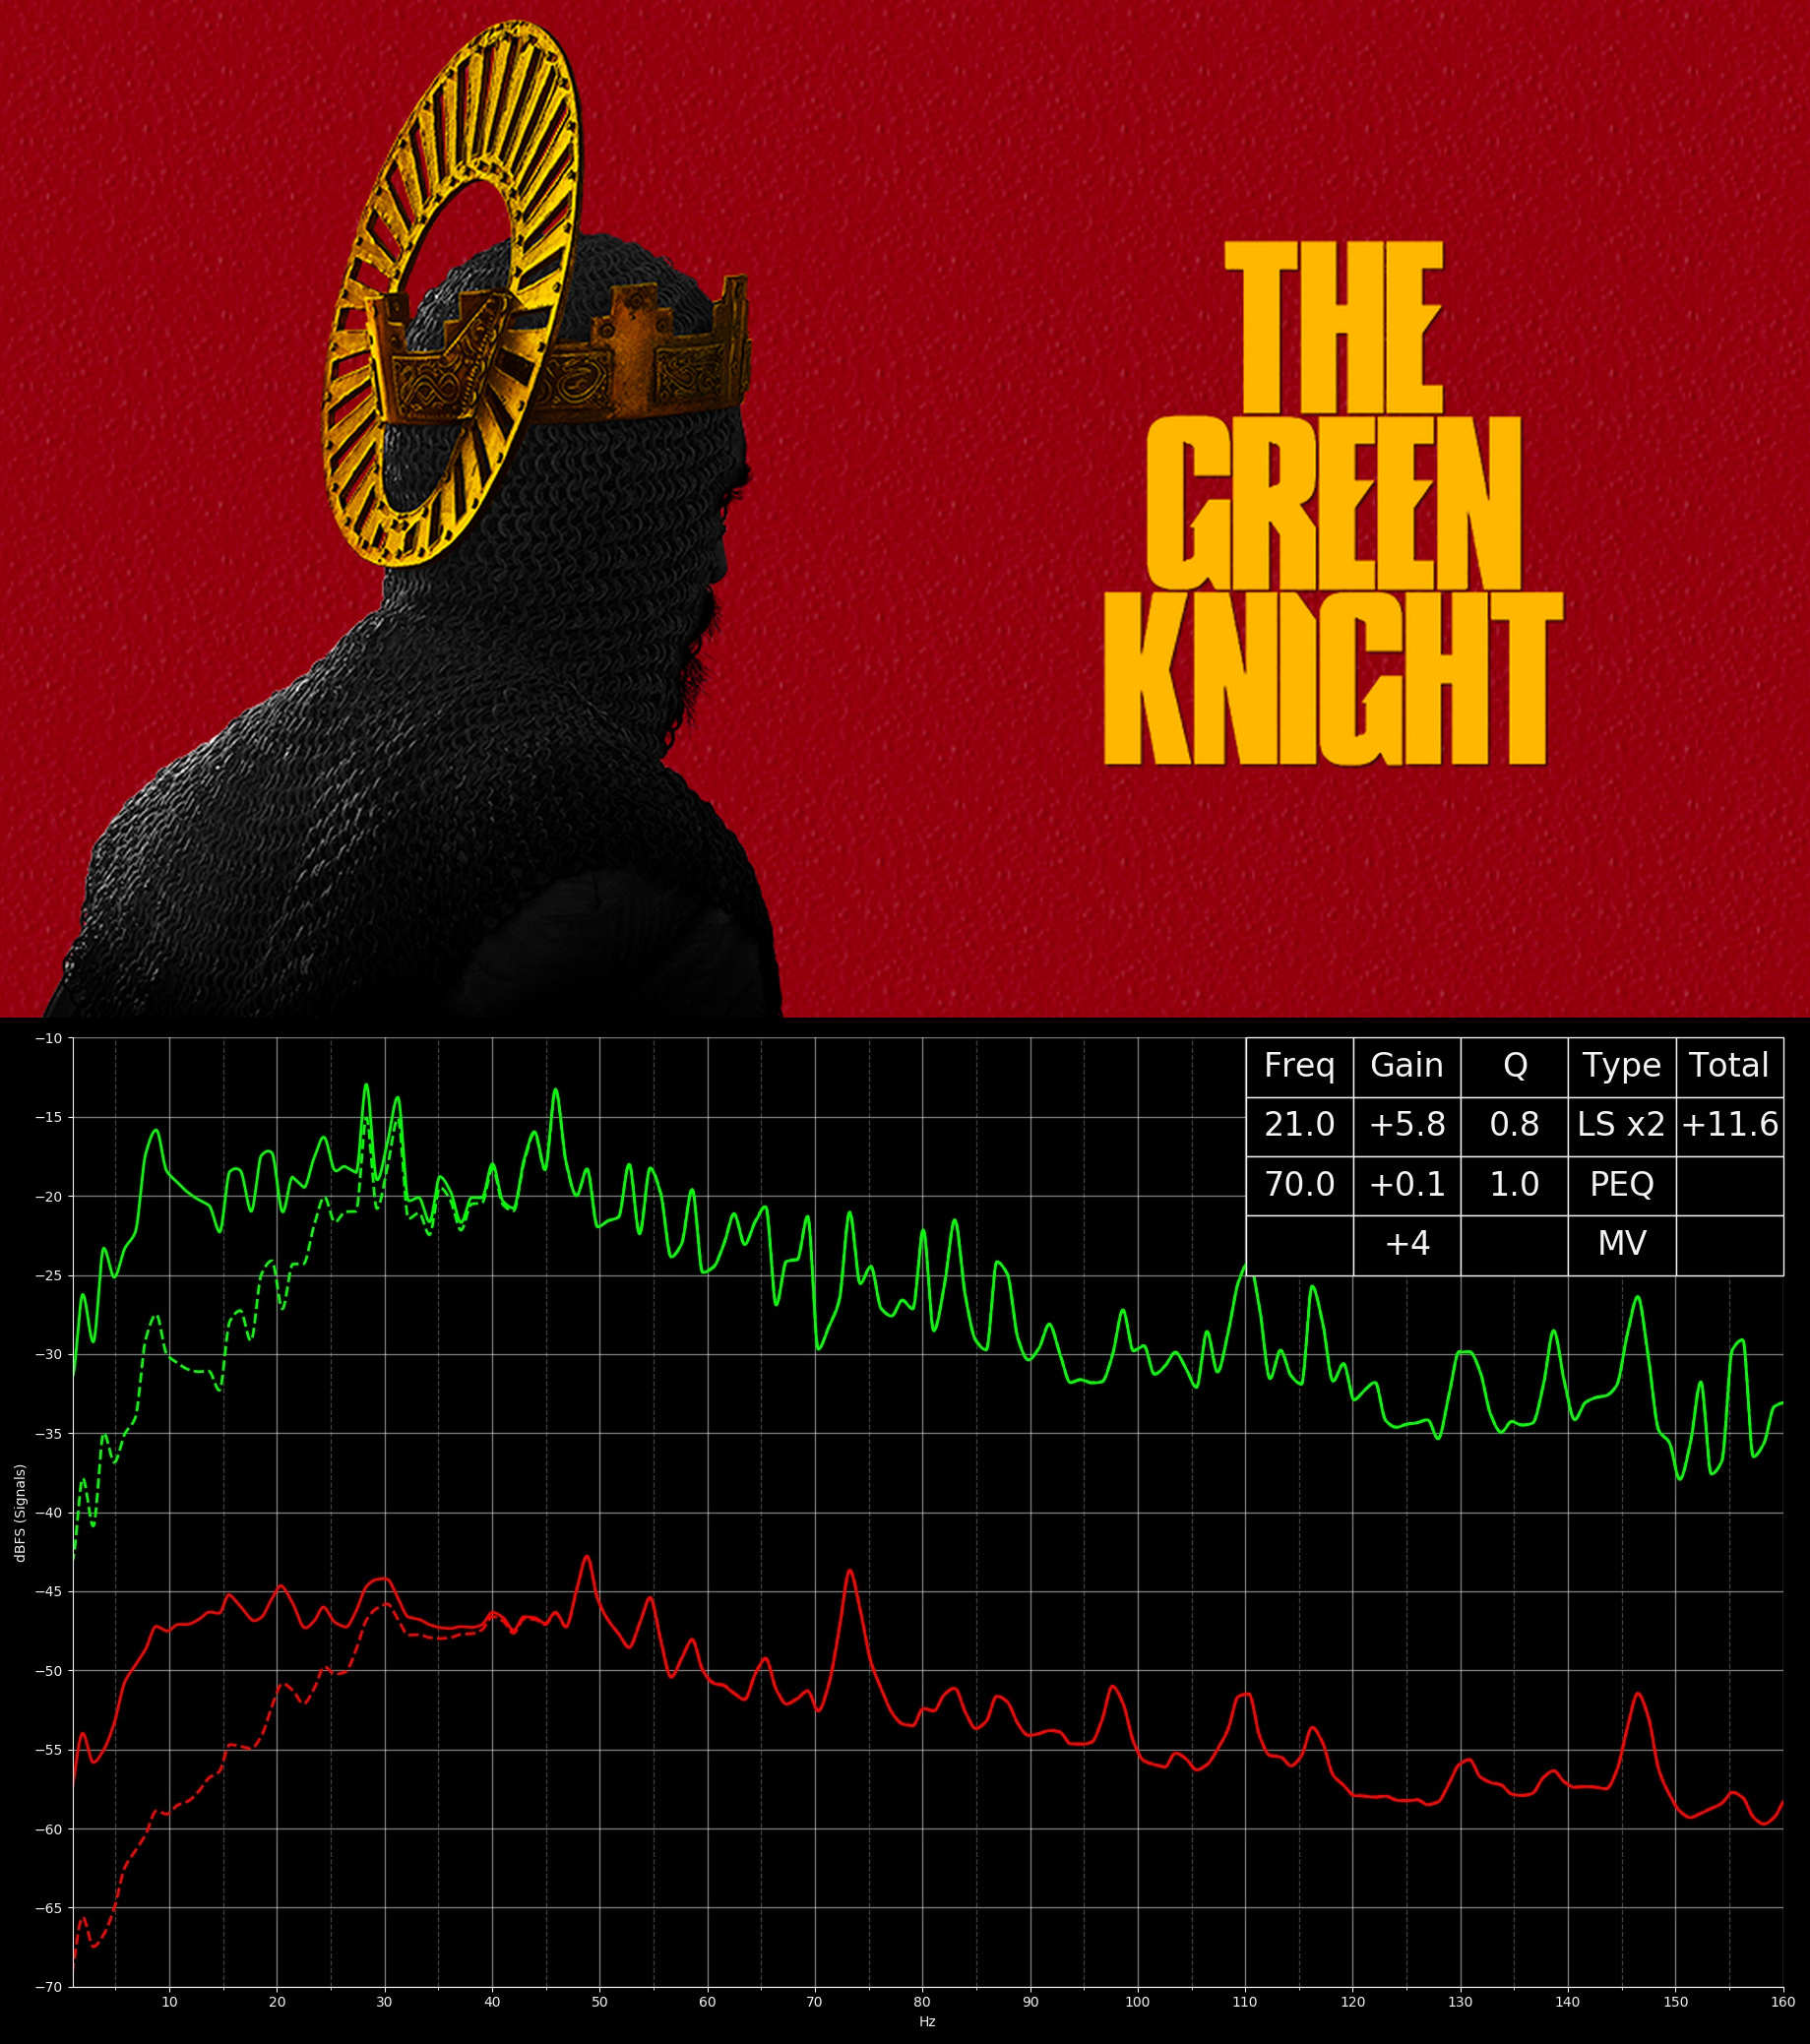 THE
GREEN
KNIGHT
Freq Gain Q Type Total
21.0 +5.8 0.8 LS x2 +11.6
70.0 +0.1 1.0 PEQ
+4 MV
−10
−15
−20
−25
−30
−35
−40
−45
−50
−55
−60
−65
−70
dBFS (Signals)
10 20 30 40 50 60 70 80 90 100 110 120 130 140 150 160
Hz